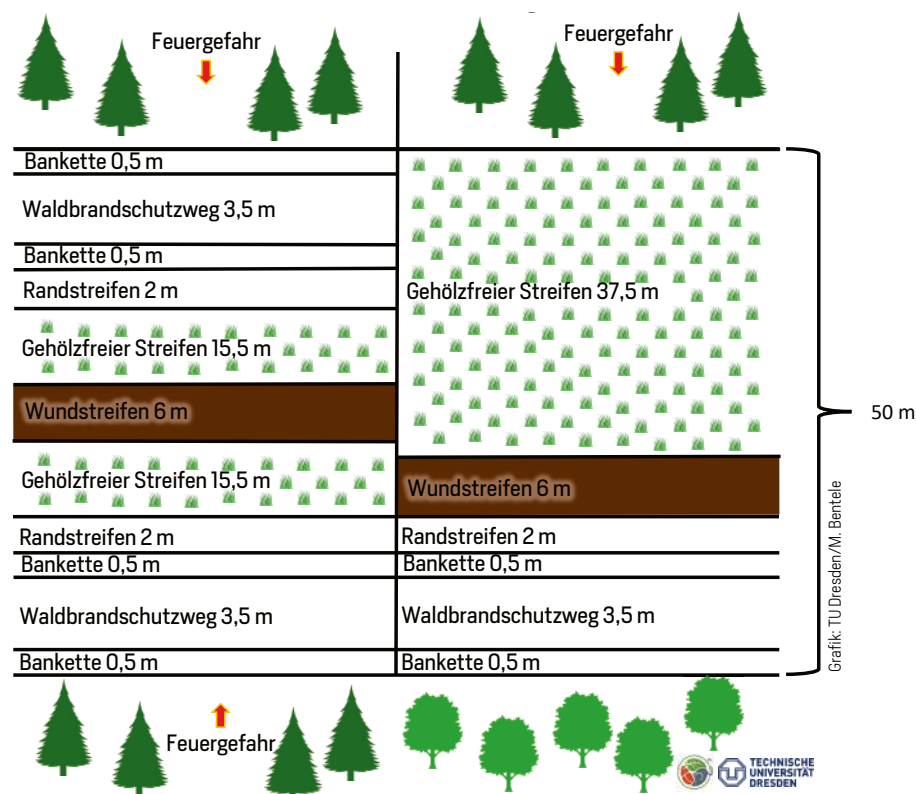 Feuergefahr
Bankette 0,5 m
Waldbrandschutzweg 3,5 m
Bankette 0,5 m
Randstreifen 2 m
Gehölzfreier Streifen 15,5 m
Wundstreifen 6 m
Gehölzfreier Streifen 15,5 m
Randstreifen 2 m
Bankette 0,5 m
Waldbrandschutzweg 3,5 m
Bankette 0,5 m
Feuergefahr
Feuergefahr
Gehölzfreier Streifen 37,5 m
Wundstreifen 6 m
Randstreifen 2 m
Bankette 0,5 m
Waldbrandschutzweg 3,5 m
Bankette 0,5 m
50 m
Grafik: TU Dresden/M. Bentele
TECHNISCHE
UNIVERSITÄT
DRESDEN